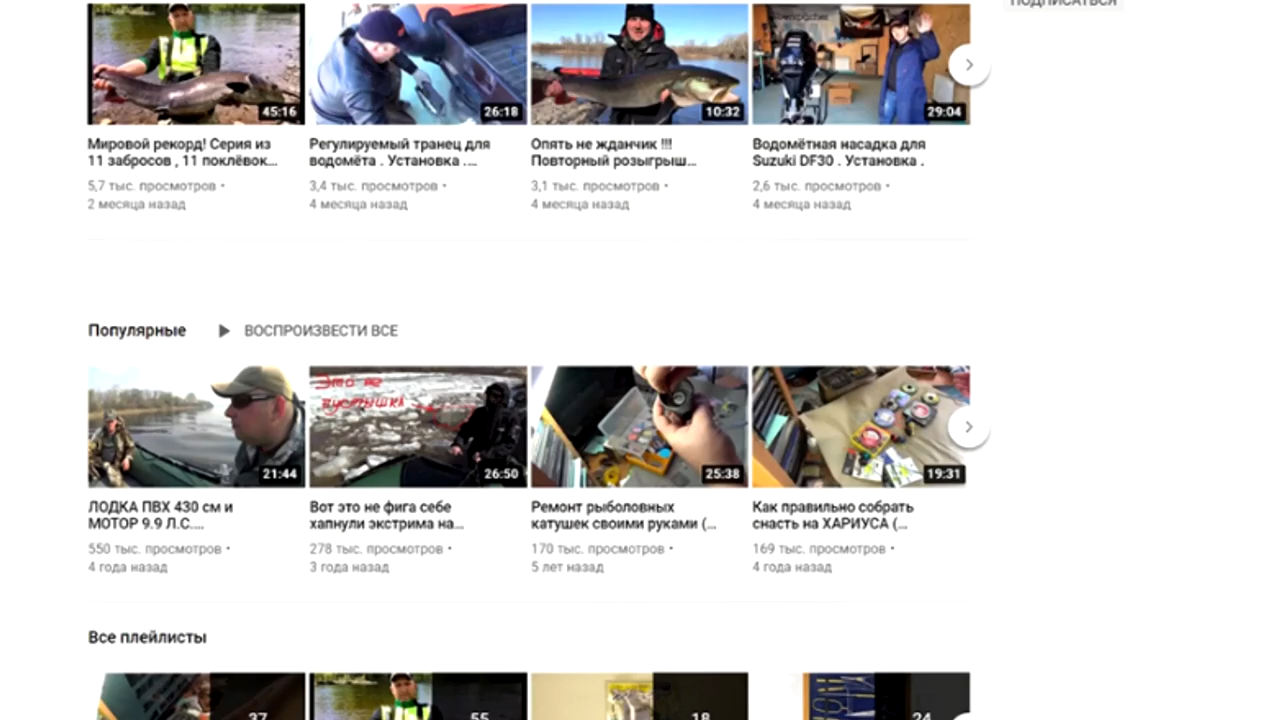 ПОДПИСАТЬСЯ
45:16
26:18
10:32
29:04
Мировой рекорд! Серия из
11 забросов , 11 поклёвок...
5,7 тыс. просмотров •
2 месяца назад
Регулируемый транец для
водомёта . Установка ....
3,4 тыс. просмотров •
4 месяца назад
Опять не жданчик !!!
Повторный розыгрыш...
3,1 тыс. просмотров •
4 месяца назад
Водомётная насадка для
Suzuki DF30 . Установка .
2,6 тыс. просмотров •
4 месяца назад
Популярные ВОСПРОИЗВЕСТИ ВСЕ
Это не
пустышка
21:44
26:50
25:38
19:31
ЛОДКА ПВХ 430 см и
МОТОР 9.9 Л.С....
550 тыс. просмотров •
4 года назад
Вот это не фига себе
хапнули экстрима на...
278 тыс. просмотров •
3 года назад
Ремонт рыболовных
катушек своими руками (...
170 тыс. просмотров •
5 лет назад
Как правильно собрать
снасть на ХАРИУСА (...
169 тыс. просмотров •
4 года назад
Все плейлисты
37
55
18
24